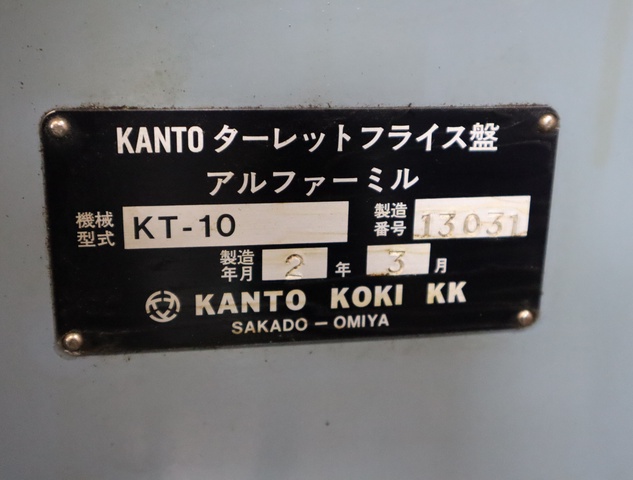 KANTO ターレットフライス盤
アルファーミル
機械型式 KT-10 製造番号 13031
製造年月 2 年 3 月
KANTO KOKI KK
SAKADO – OMIYA